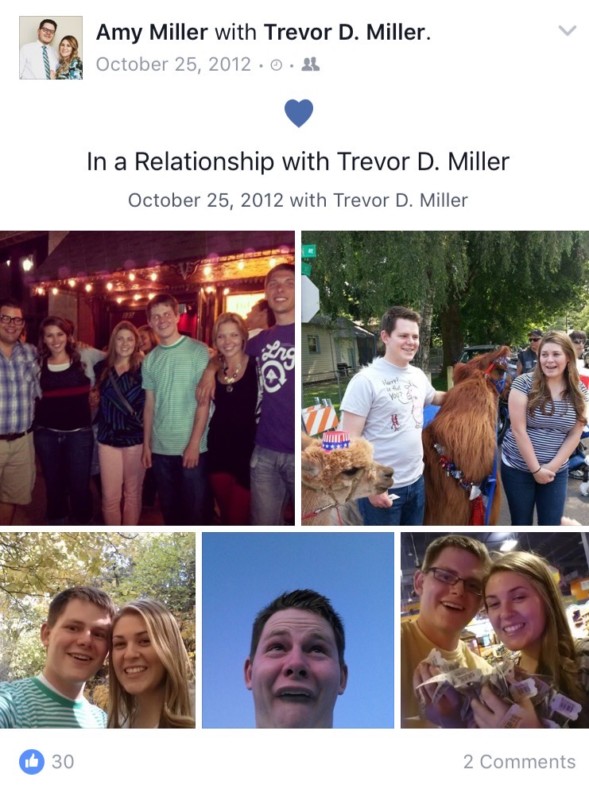 Amy Miller with Trevor D. Miller.
October 25, 2012
In a Relationship with Trevor D. Miller
October 25, 2012 with Trevor D. Miller
30
2 Comments